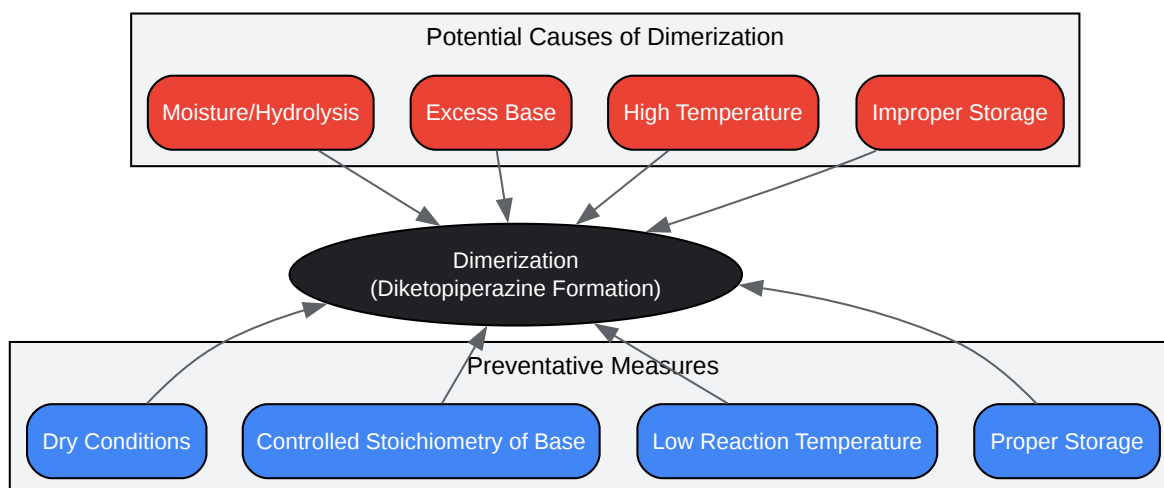 Potential Causes of Dimerization
Moisture/Hydrolysis
Excess Base
High Temperature
Improper Storage
Dimerization
(Diketopiperazine Formation)
Preventative Measures
Dry Conditions
Controlled Stoichiometry of Base
Low Reaction Temperature
Proper Storage